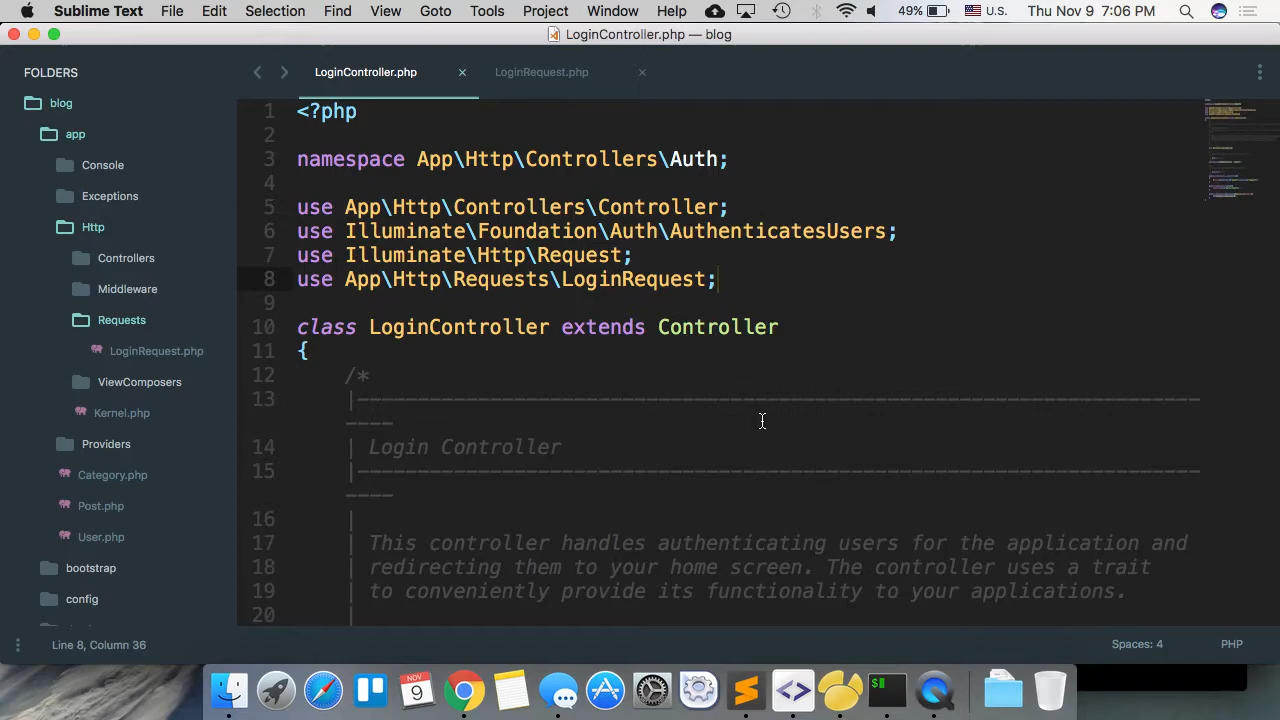 Sublime Text File Edit Selection Find View Goto Tools Project Window Help 49% U.S. Thu Nov 9 7:06 PM
LoginController.php — blog
FOLDERS
blog
app
Console
Exceptions
Http
Controllers
Middleware
Requests
LoginRequest.php
ViewComposers
Kernel.php
Providers
Category.php
Post.php
User.php
bootstrap
config
LoginController.php LoginRequest.php
1 <?php
2
3 namespace App\Http\Controllers\Auth;
4
5 use App\Http\Controllers\Controller;
6 use Illuminate\Foundation\Auth\AuthenticatesUsers;
7 use Illuminate\Http\Request;
8 use App\Http\Requests\LoginRequest;
9
10 class LoginController extends Controller
11 {
12 /*
13 |----------------------------------------------------------------------
----
14 | Login Controller
15 |----------------------------------------------------------------------
----
16 |
17 | This controller handles authenticating users for the application and
18 | redirecting them to your home screen. The controller uses a trait
19 | to conveniently provide its functionality to your applications.
20 |
Line 8, Column 36 Spaces: 4 PHP
NOV
9
$